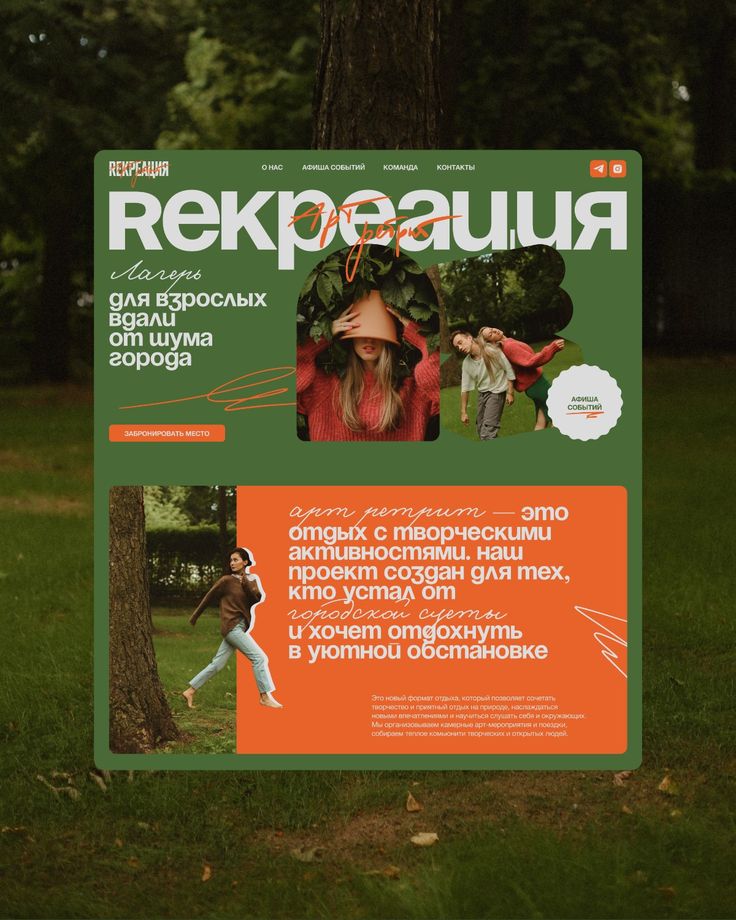 РЕКРЕАЦИЯ
О НАС
АФИША СОБЫТИЙ
КОМАНДА
КОНТАКТЫ
Rекреация
Арт
ретрит
Лагерь
для взрослых
вдали
от шума
города
АФИША
СОБЫТИЙ
ЗАБРОНИРОВАТЬ МЕСТО
арт ретрит — это
отдых с творческими
активностями. наш
проект создан для тех,
кто устал от
городской суеты
и хочет отдохнуть
в уютной обстановке
Это новый формат отдыха, который позволяет сочетать
творчество и приятный отдых на природе, наслаждаться
новыми впечатлениями и научиться слушать себя и окружающих.
Мы организовываем камерные арт-мероприятия и поездки,
собираем теплое комьюнити творческих и открытых людей.